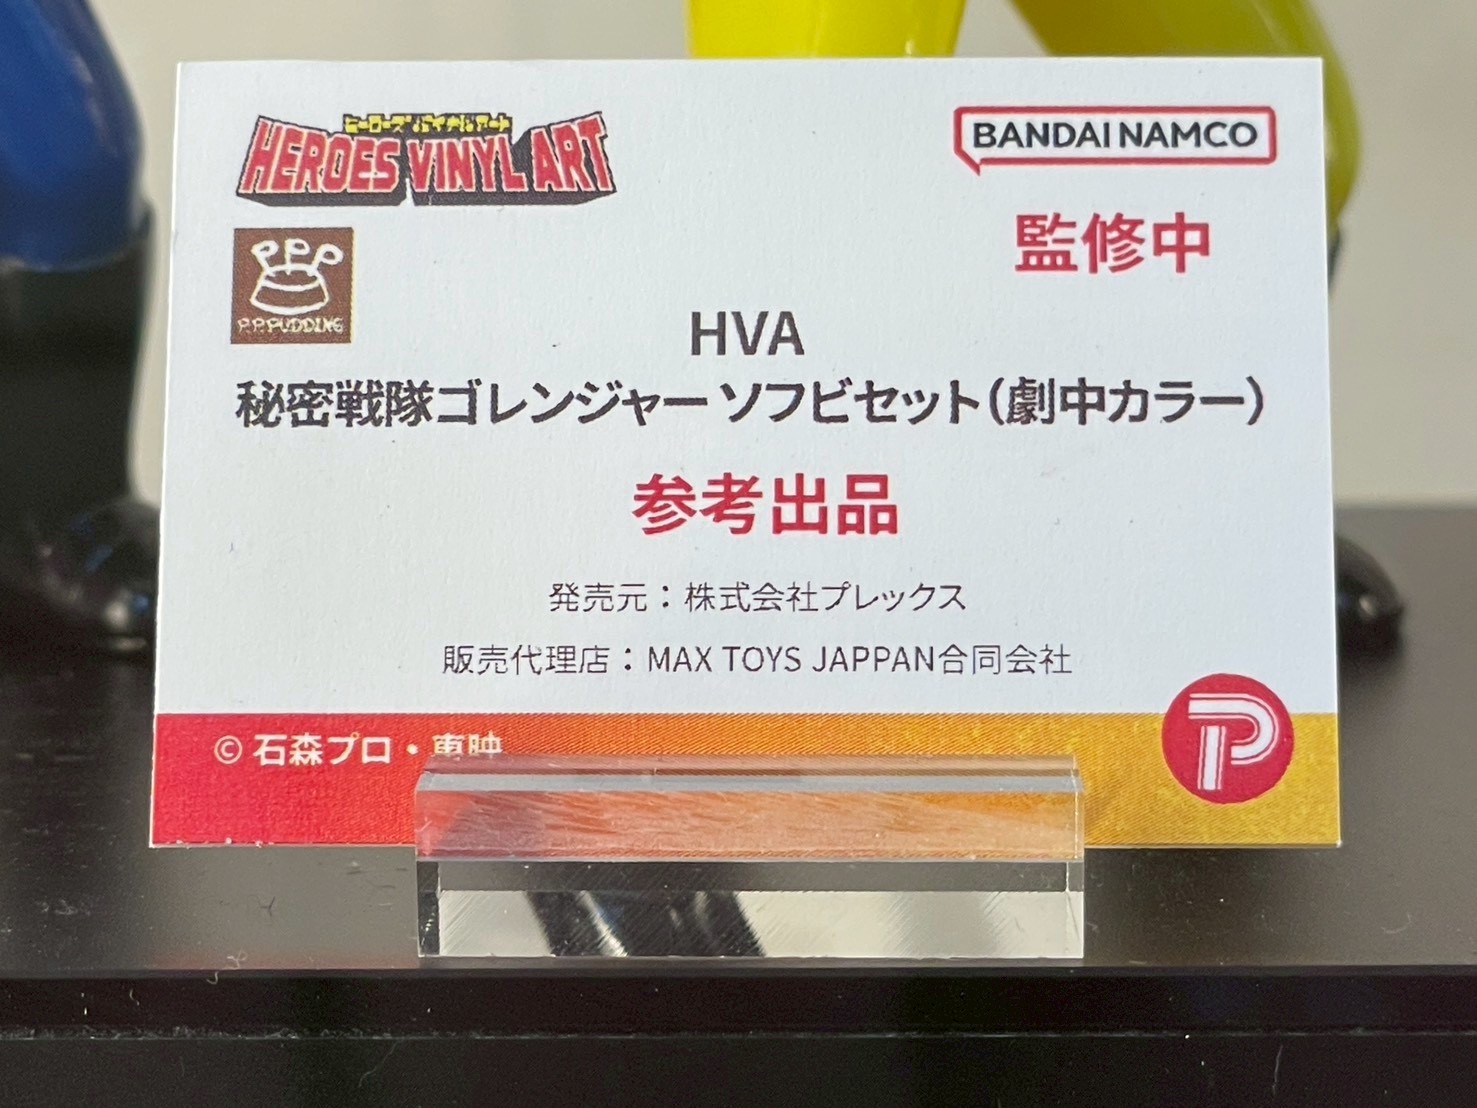 ヒーローズ バイナル アート
HEROES VINYL ART
BANDAI NAMCO
監修中
P.P.PUDDING
HVA
秘密戦隊ゴレンジャー ソフビセット（劇中カラー）
参考出品
発売元：株式会社プレックス
販売代理店：MAX TOYS JAPPAN合同会社
© 石森プロ・東映
P